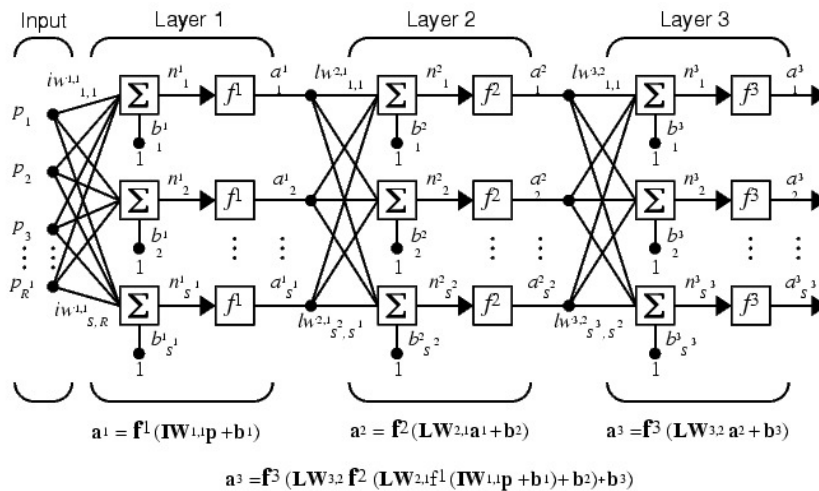 Input Layer 1 Layer 2 Layer 3
iw1,1 1,1 n1 1 a1 1 lw2,1 1,1 n2 1 a2 1 lw3,2 1,1 n3 1 a3 1
Σ f1 Σ f2 Σ f3
p1
b1 1 b2 1 b3 1
1 1 1
p2
n1 2 a1 2 n2 2 a2 2 n3 2 a3 2
Σ f1 Σ f2 Σ f3
p3
b1 2 b2 2 b3 2
1 1 1
pR1
n1 S1 a1 S1 n2 S2 a2 S2 n3 S3 a3 S3
Σ f1 Σ f2 Σ f3
iw1,1 S,R lw2,1 S2,S1 lw3,2 S3,S2
b1 S1 b2 S2 b3 S3
1 1 1
a1 = f1(IW1,1p+b1) a2 = f2(LW2,1a1+b2) a3 =f3 (LW3,2 a2+b3)
a3 =f3 (LW3,2 f2 (LW2,1f1(IW1,1p+b1)+b2)+b3)